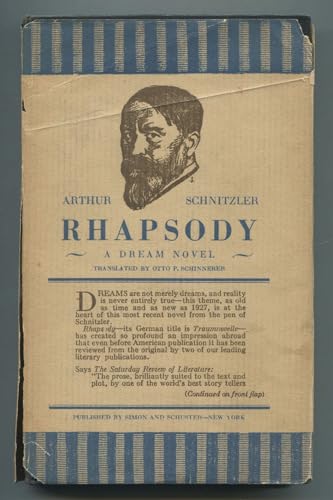 ARTHUR SCHNITZLER
RHAPSODY
~ A DREAM NOVEL ~
TRANSLATED BY OTTO P. SCHINNERER
DREAMS are not merely dreams, and reality
is never entirely true—this theme, as old
as time and as new as 1927, is at the
heart of this most recent novel from the pen of
Schnitzler.
Rhapsody—its German title is Traumnovelle—
has created so profound an impression abroad
that even before American publication it has been
reviewed from the original by two of our leading
literary publications.
Says The Saturday Review of Literature:
"The prose, brilliantly suited to the text and
plot, by one of the world's best story tellers
(Continued on front flap)
PUBLISHED BY SIMON AND SCHUSTER—NEW YORK